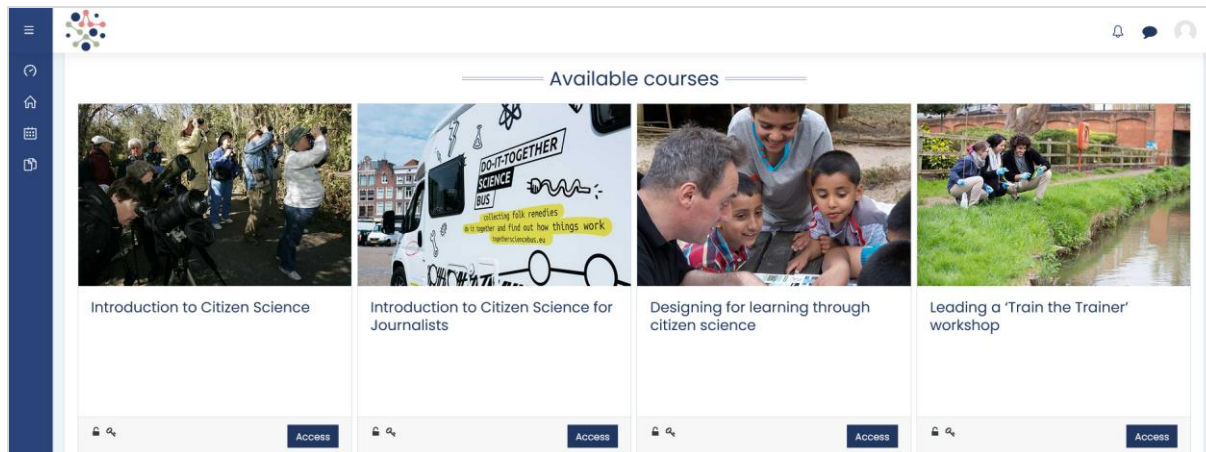 Available courses
DO-IT-TOGETHER
SCIENCE
BUS
collecting folk remedies
do it together and find out how things work
togethersciencebus.eu
Introduction to Citizen Science
Introduction to Citizen Science for
Journalists
Designing for learning through
citizen science
Leading a ‘Train the Trainer’
workshop
Access
Access
Access
Access